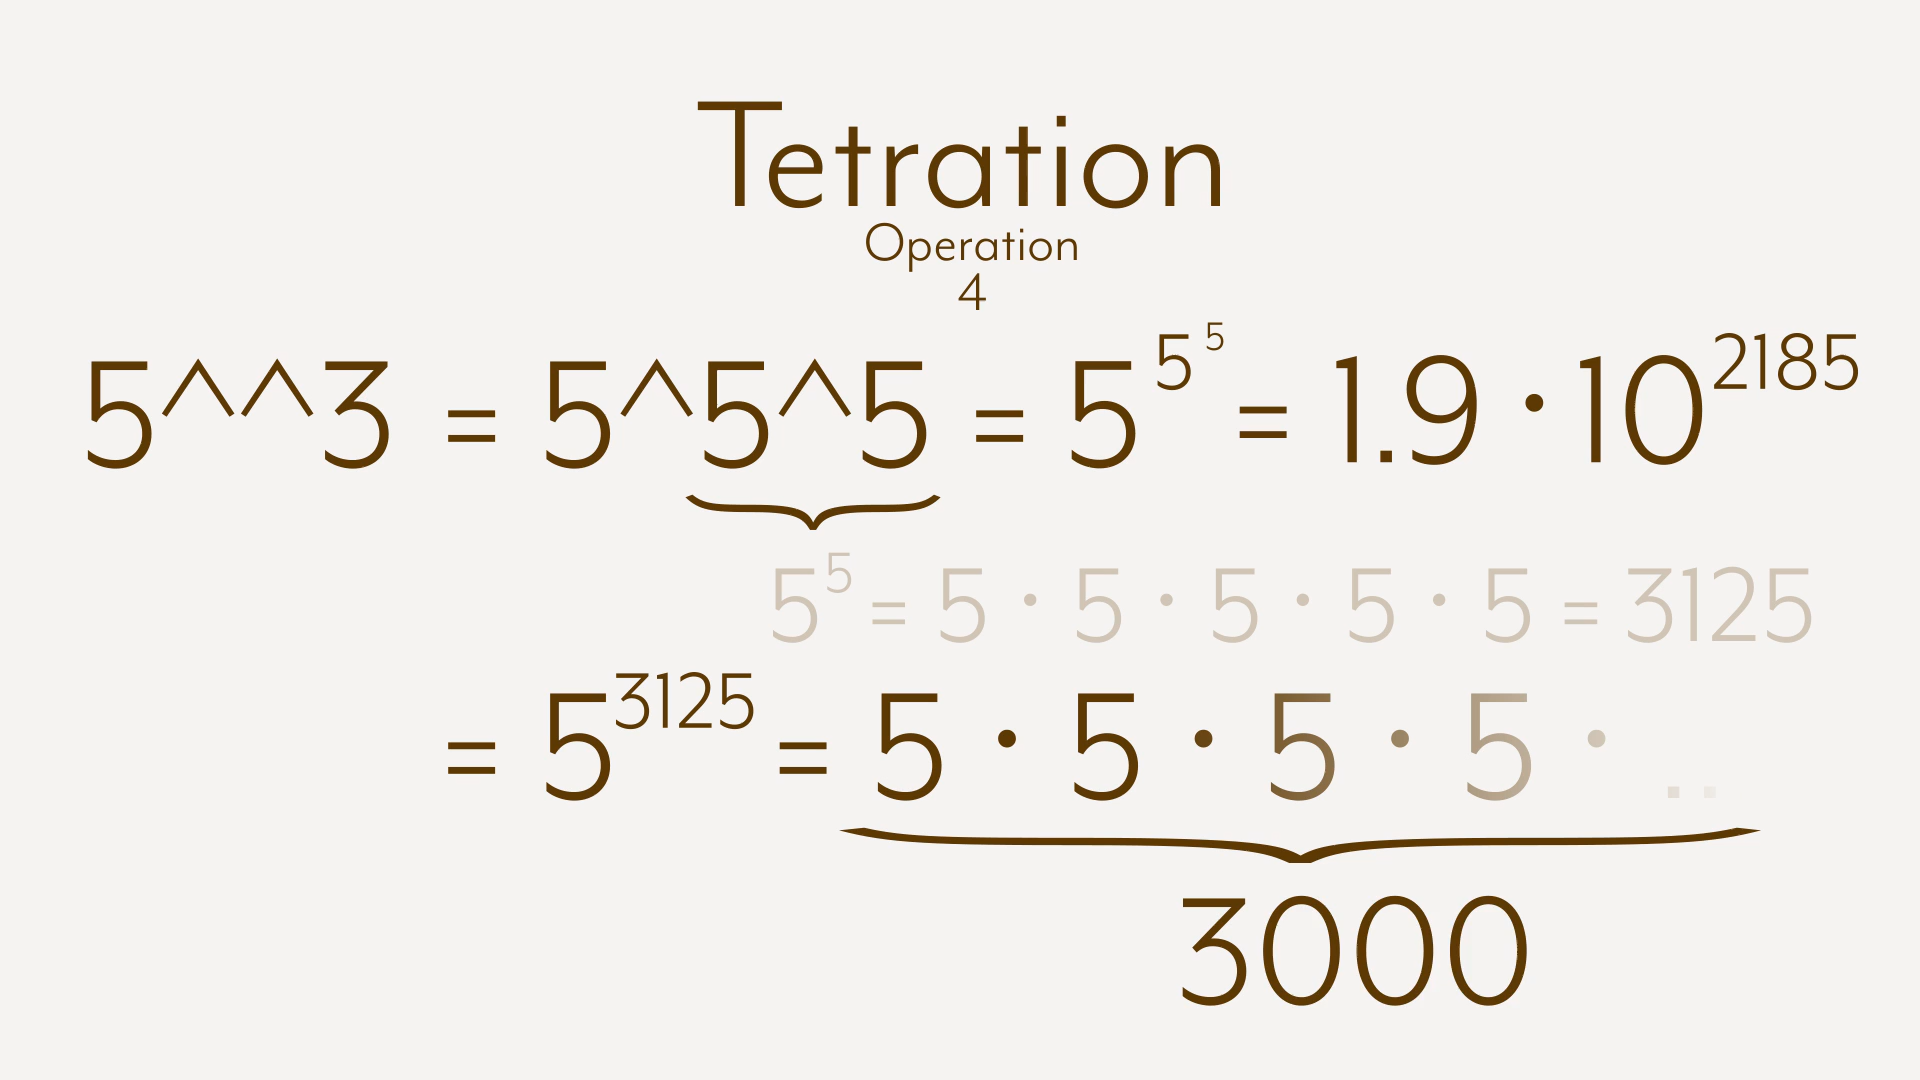 Tetration
Operation
4
5^^3 = 5^5^5 = 5^5^5 = 1.9 · 10^2185
5^5 = 5 · 5 · 5 · 5 · 5 = 3125
= 5^3125 = 5 · 5 · 5 · 5 · ..
3000